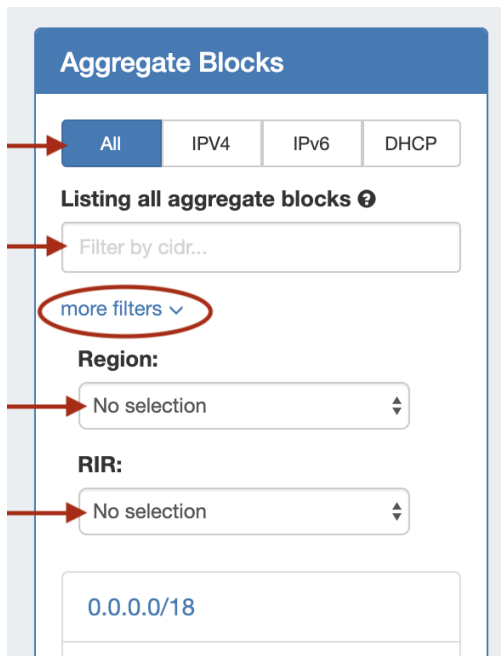 Aggregate Blocks
All IPV4 IPv6 DHCP
Listing all aggregate blocks
Filter by cidr...
more filters
Region:
No selection
RIR:
No selection
0.0.0.0/18